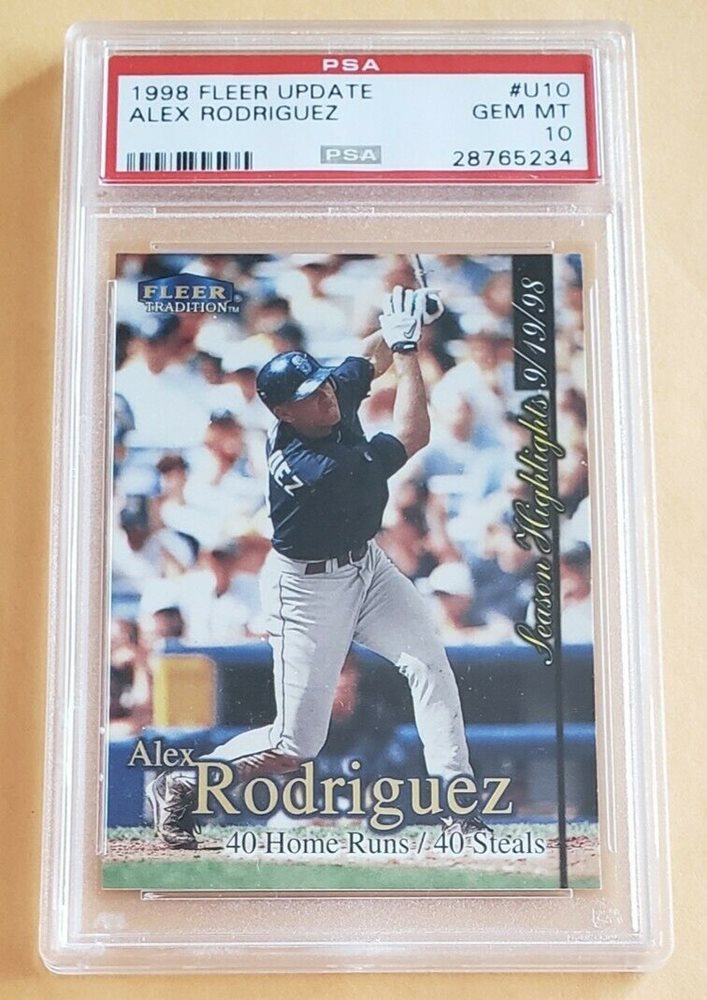 PSA
1998 FLEER UPDATE #U10
ALEX RODRIGUEZ GEM MT
10
PSA 28765234
FLEER®
TRADITION™
Season Highlights 9/19/98
EZ
Alex
Rodriguez
40 Home Runs / 40 Steals